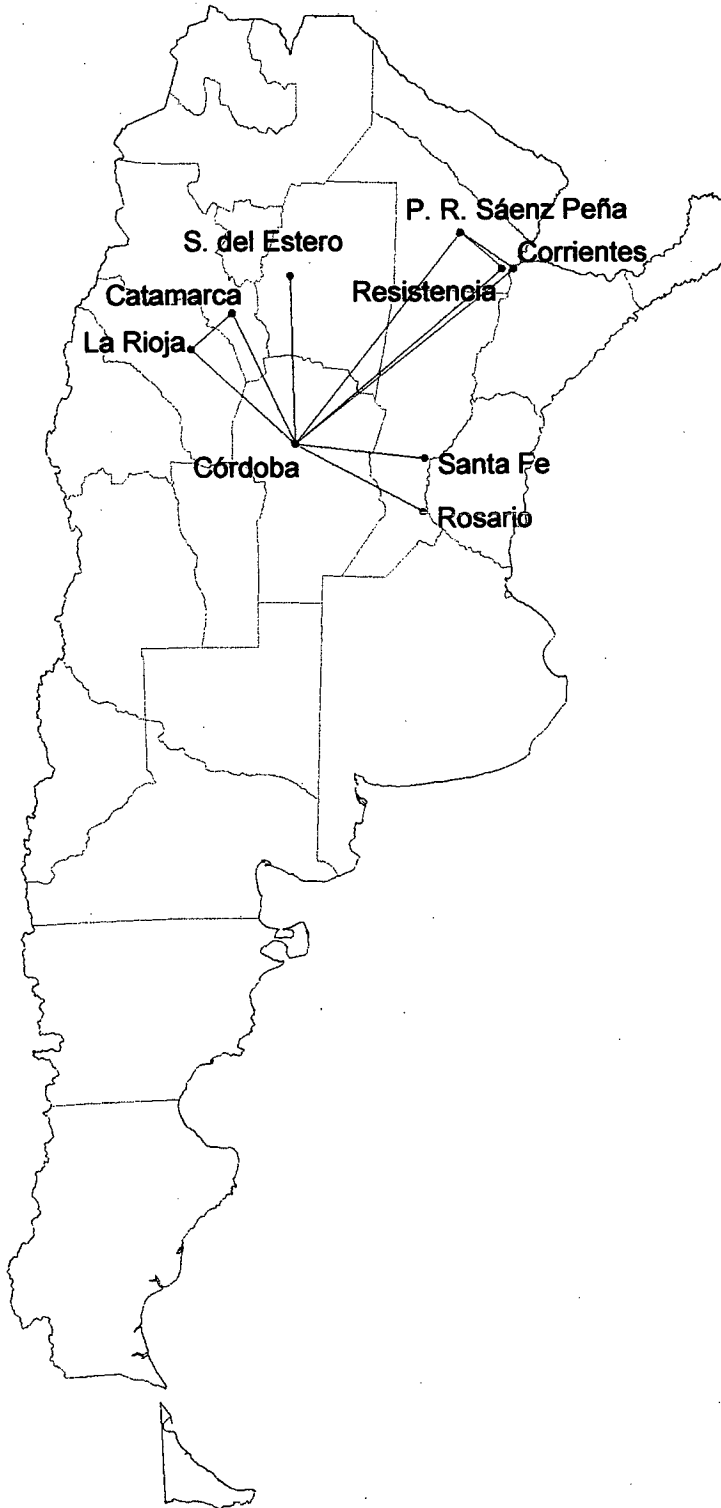 P. R. Sáenz Peña
S. del Estero
Corrientes
Catamarca
Resistencia
La Rioja
Córdoba
Santa Fe
Rosario